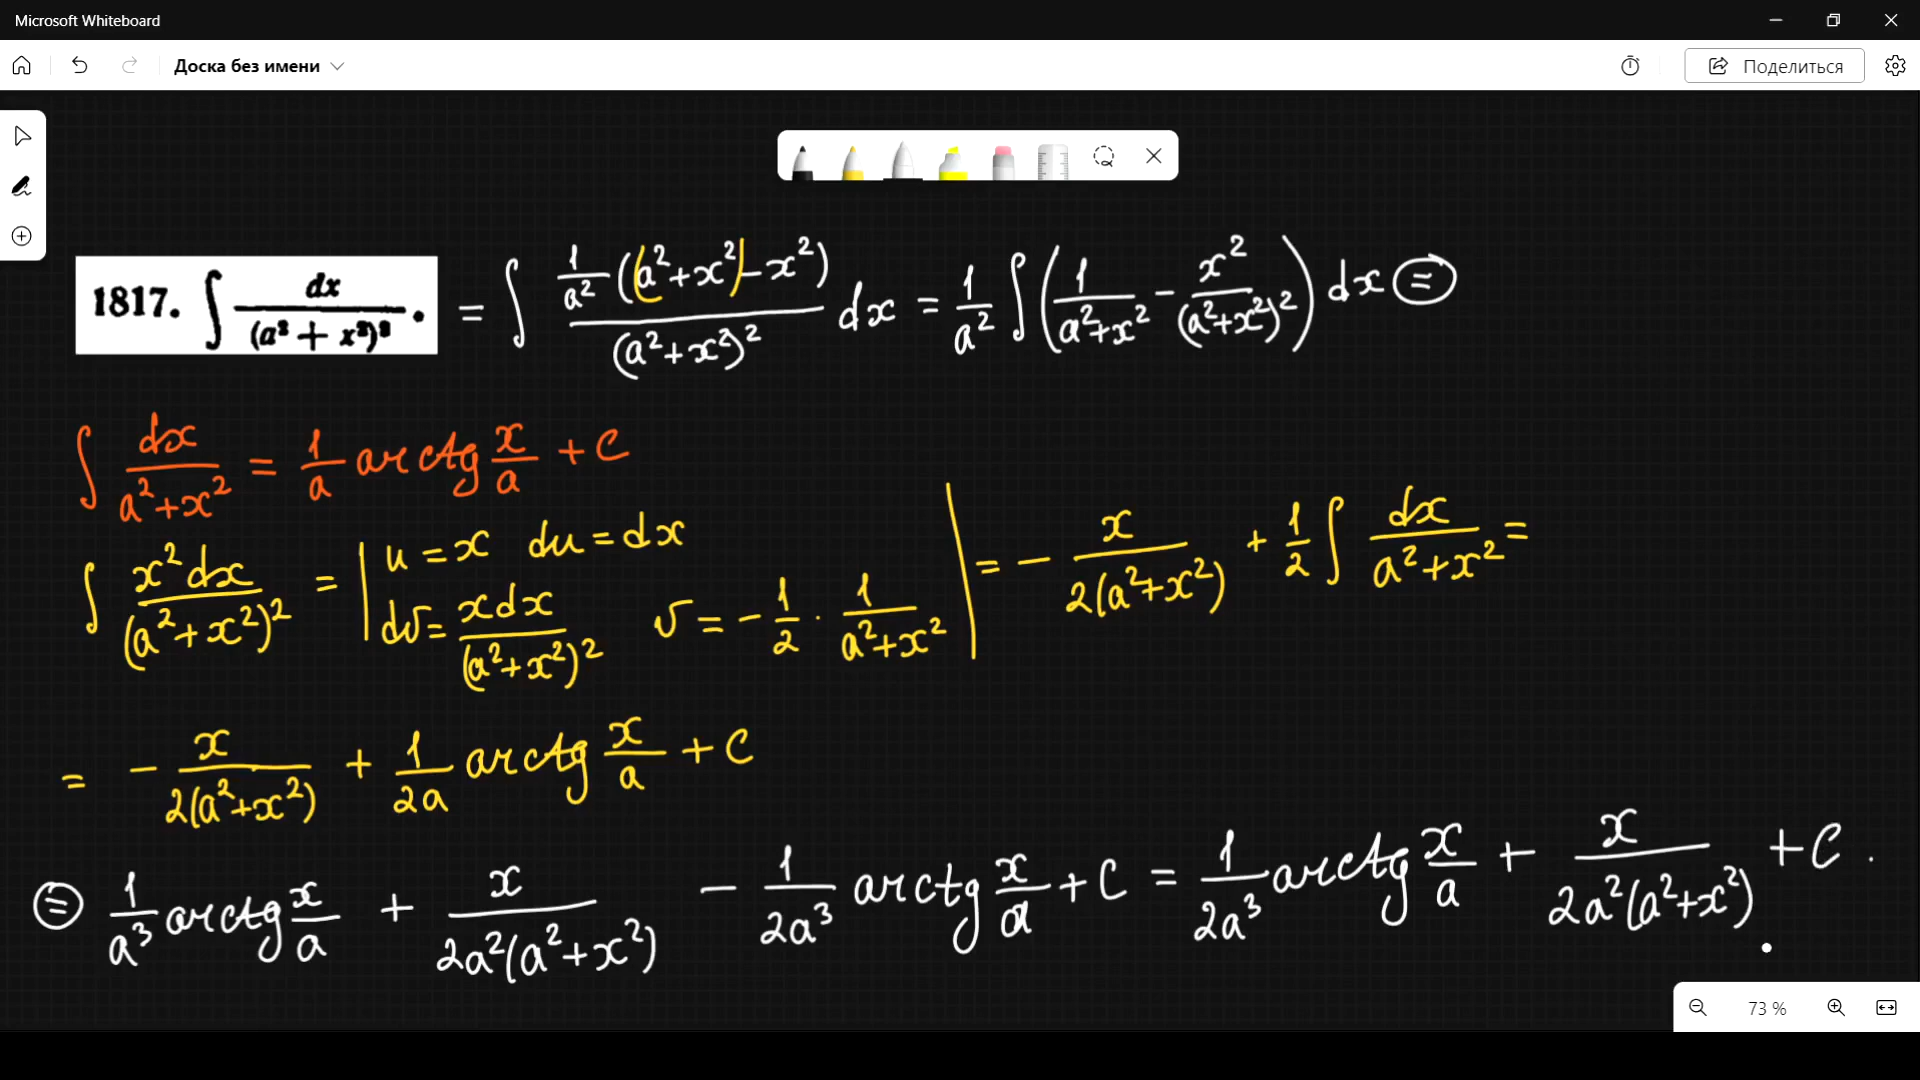 Microsoft Whiteboard
Доска без имени
Поделиться
1817. ∫ dx/(a² + x²)². = ∫ (1/a² ((a²+x²)-x²))/(a²+x²)² dx = 1/a² ∫ (1/(a²+x²) - x²/(a²+x²)²) dx ⊜
∫ dx/(a²+x²) = 1/a arctg x/a + C
∫ x²dx/(a²+x²)² = | u = x du = dx dv = xdx/(a²+x²)² v = - 1/2 · 1/(a²+x²) | = - x/(2(a²+x²)) + 1/2 ∫ dx/(a²+x²) =
= - x/(2(a²+x²)) + 1/(2a) arctg x/a + C
⊜ 1/a³ arctg x/a + x/(2a²(a²+x²)) - 1/(2a³) arctg x/a + C = 1/(2a³) arctg x/a + x/(2a²(a²+x²)) + C.
73 %